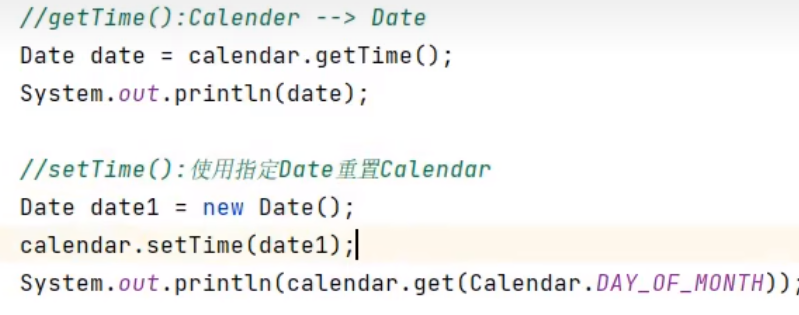 //getTime():Calender --> Date
Date date = calendar.getTime();
System.out.println(date);
//setTime():使用指定Date重置Calendar
Date date1 = new Date();
calendar.setTime(date1);
System.out.println(calendar.get(Calendar.DAY_OF_MONTH));